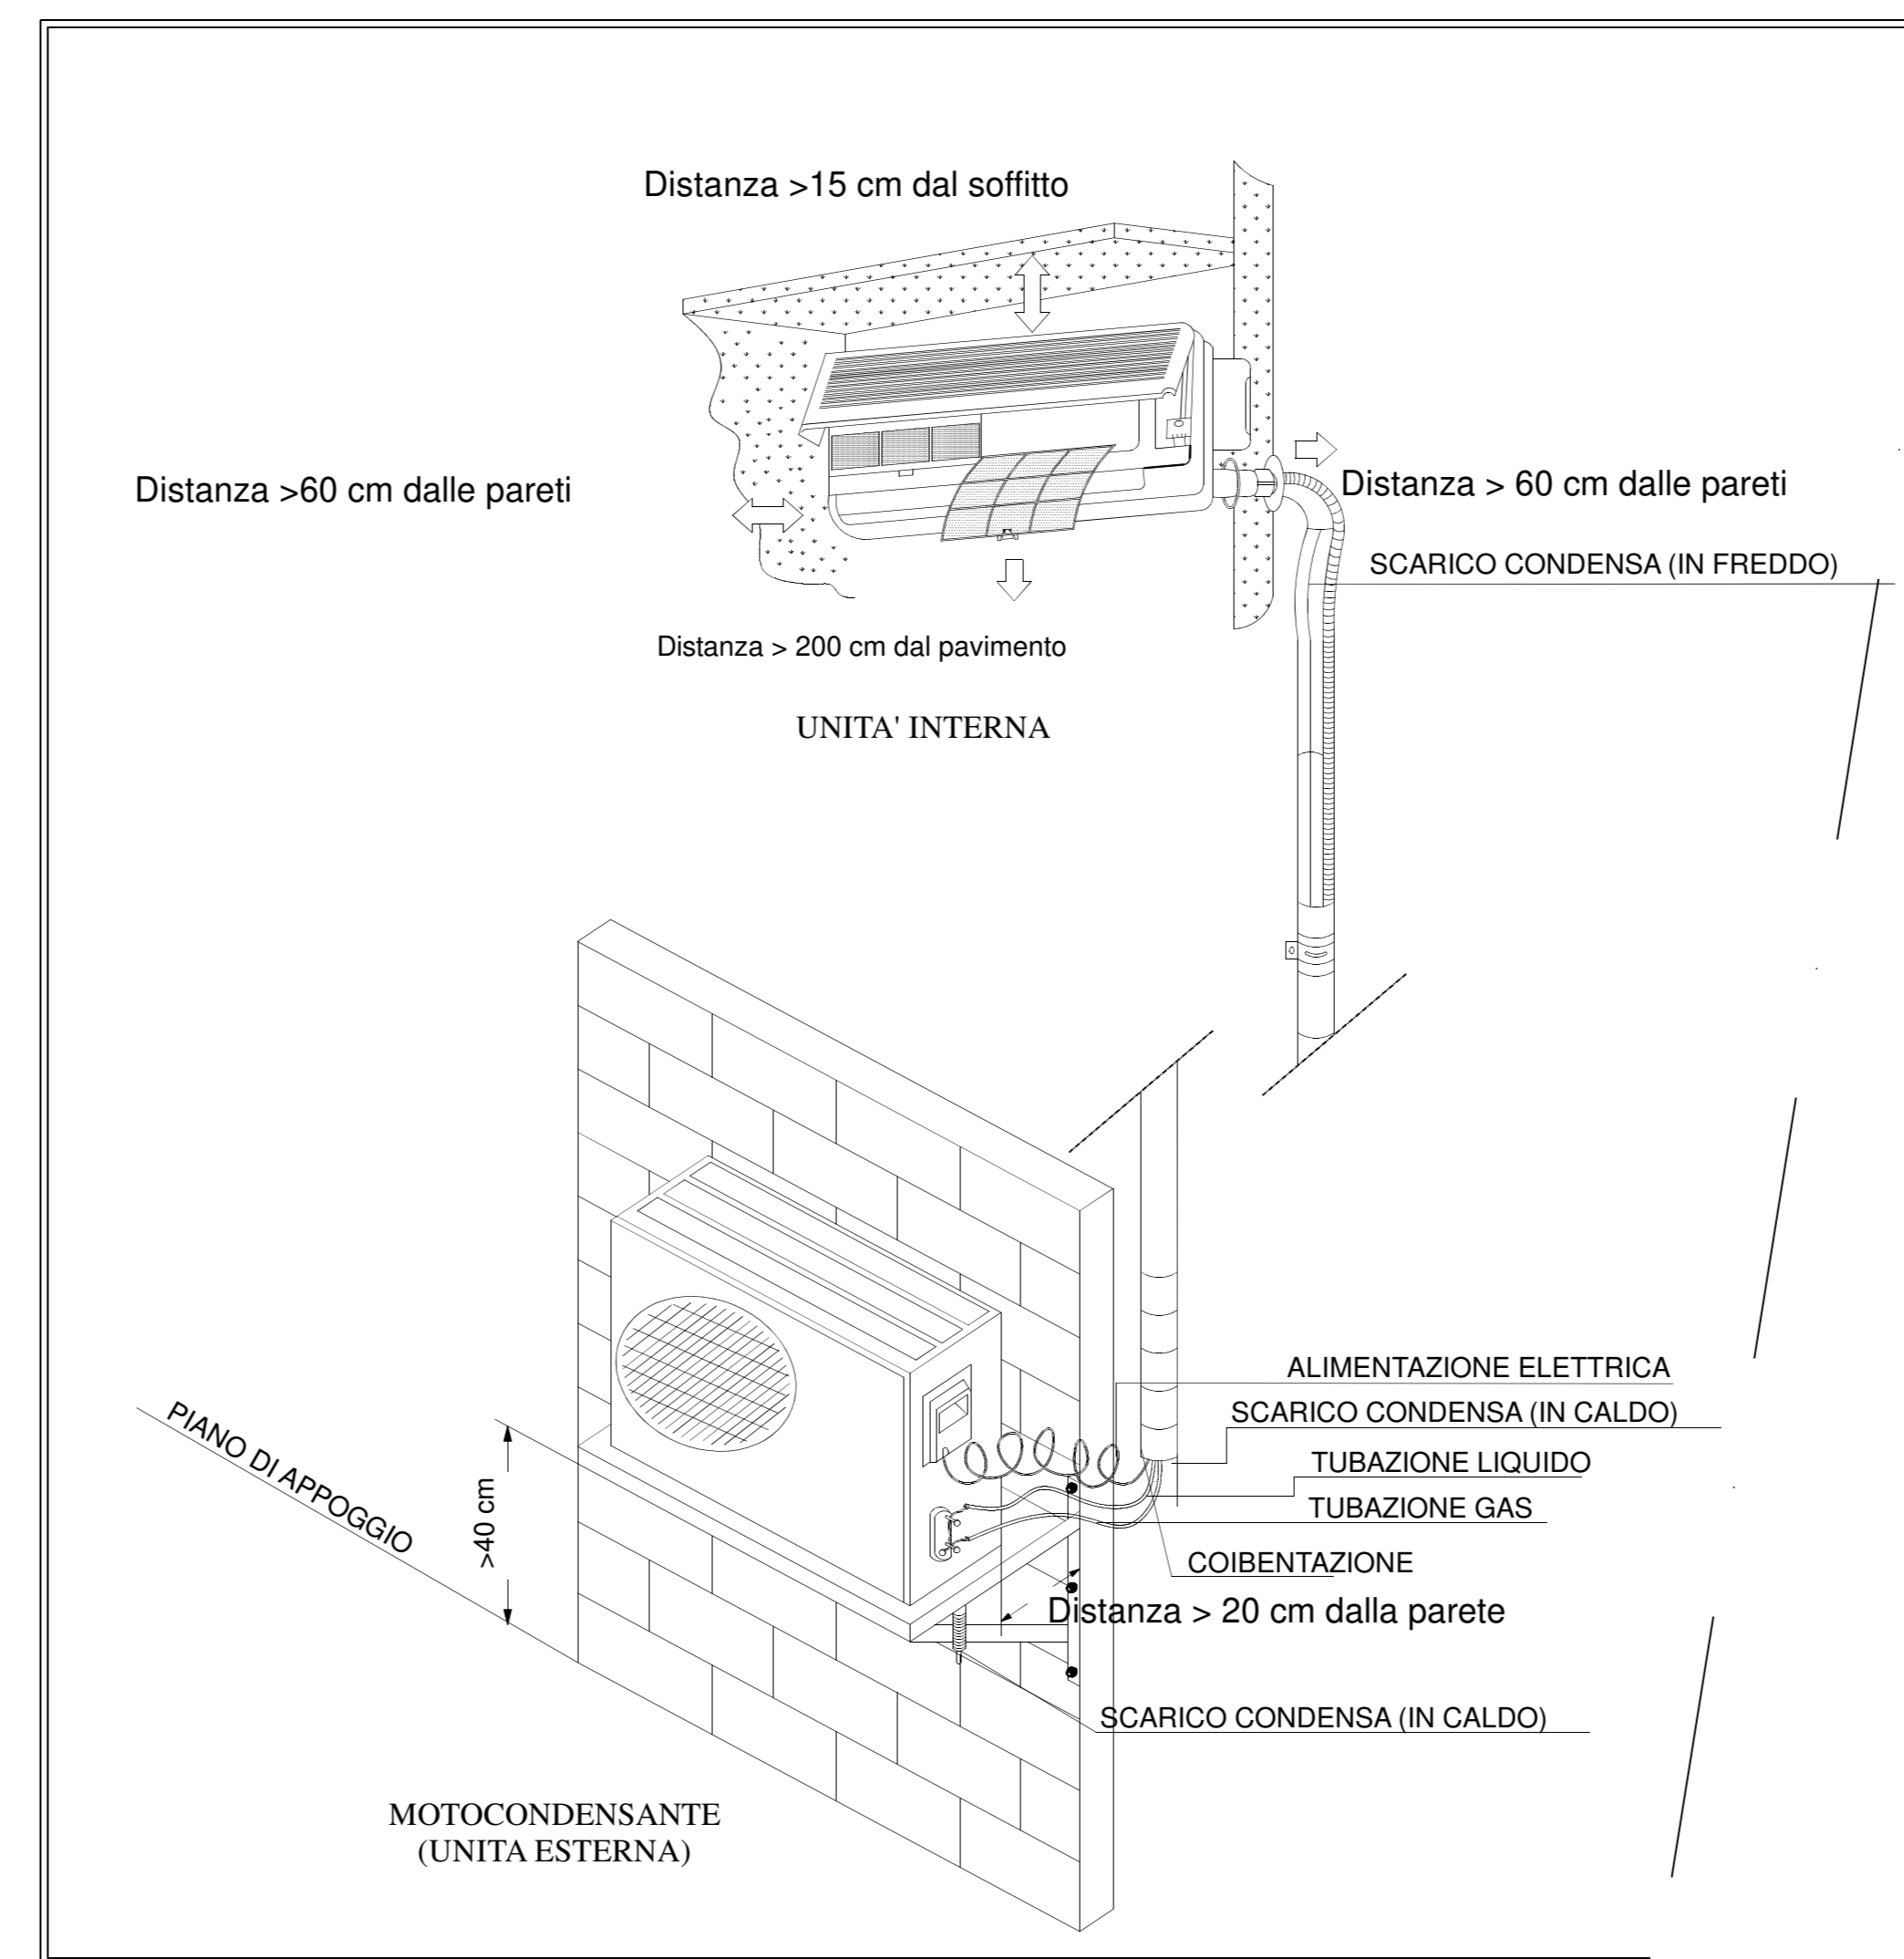 Distanza >15 cm dal soffitto
Distanza >60 cm dalle pareti
Distanza > 60 cm dalle pareti
SCARICO CONDENSA (IN FREDDO)
Distanza > 200 cm dal pavimento
UNITA' INTERNA
ALIMENTAZIONE ELETTRICA
SCARICO CONDENSA (IN CALDO)
TUBAZIONE LIQUIDO
TUBAZIONE GAS
COIBENTAZIONE
PIANO DI APPOGGIO
>40 cm
Distanza > 20 cm dalla parete
SCARICO CONDENSA (IN CALDO)
MOTOCONDENSANTE
(UNITA ESTERNA)